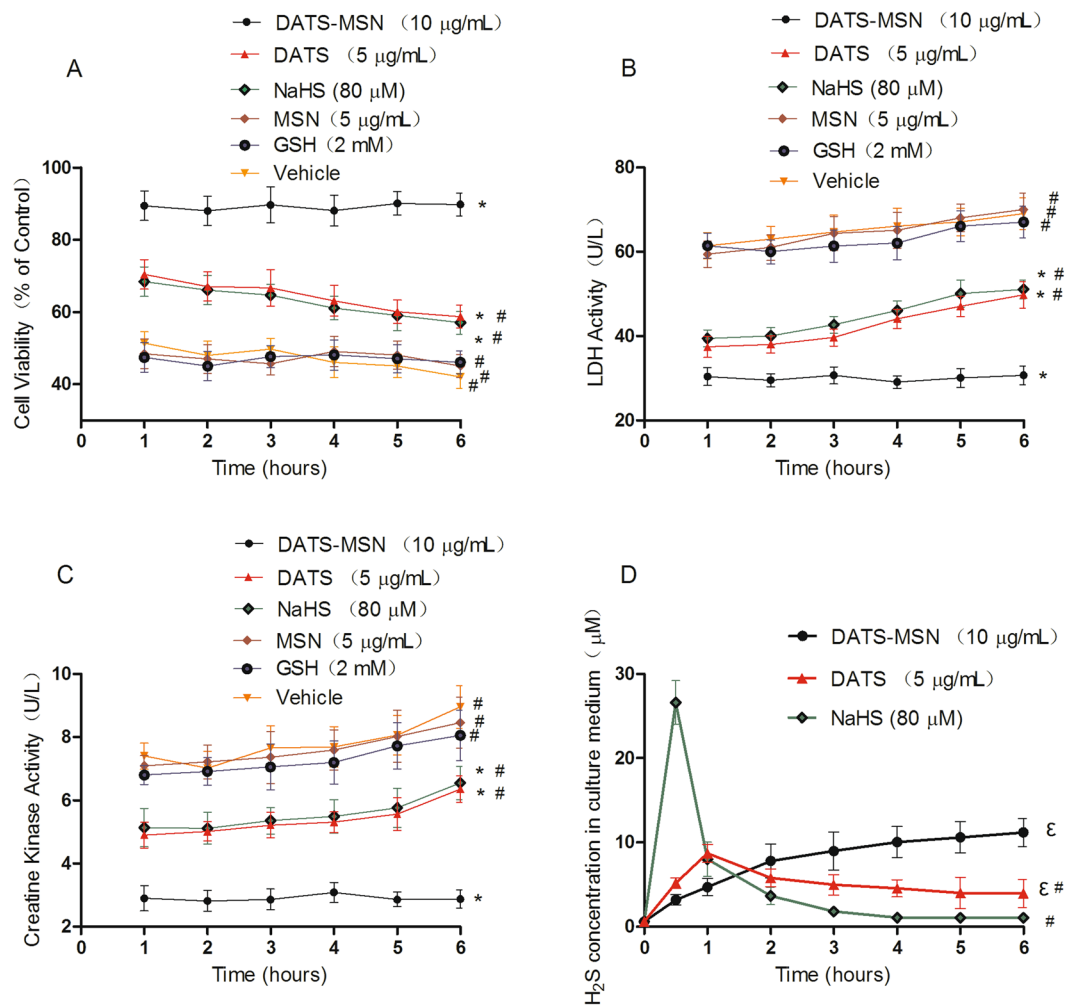 A
DATS-MSN （10 μg/mL）
DATS （5 μg/mL）
NaHS (80 μM)
MSN（5 μg/mL）
GSH（2 mM）
Vehicle
Cell Viability（% of Control）
100
80
60
40
* 
* #
* #
#
# #
0 1 2 3 4 5 6
Time (hours)
B
DATS-MSN （10 μg/mL）
DATS （5 μg/mL）
NaHS (80 μM)
MSN（5 μg/mL）
GSH（2 mM）
Vehicle
LDH Activity（U/L）
80
60
40
20
#
#
#
* #
* #
*
0 1 2 3 4 5 6
Time (hours)
C
DATS-MSN （10 μg/mL）
DATS （5 μg/mL）
NaHS （80 μM）
MSN（5 μg/mL）
GSH（2 mM）
Vehicle
Creatine Kinase Activity（U/L）
10
8
6
4
2
#
#
#
* #
* #
*
0 1 2 3 4 5 6
Time (hours)
D
DATS-MSN （10 μg/mL）
DATS （5 μg/mL）
NaHS (80 μM)
H₂S concentration in culture medium（ μM）
30
20
10
0
ε
ε #
#
0 1 2 3 4 5 6
Time (hours)